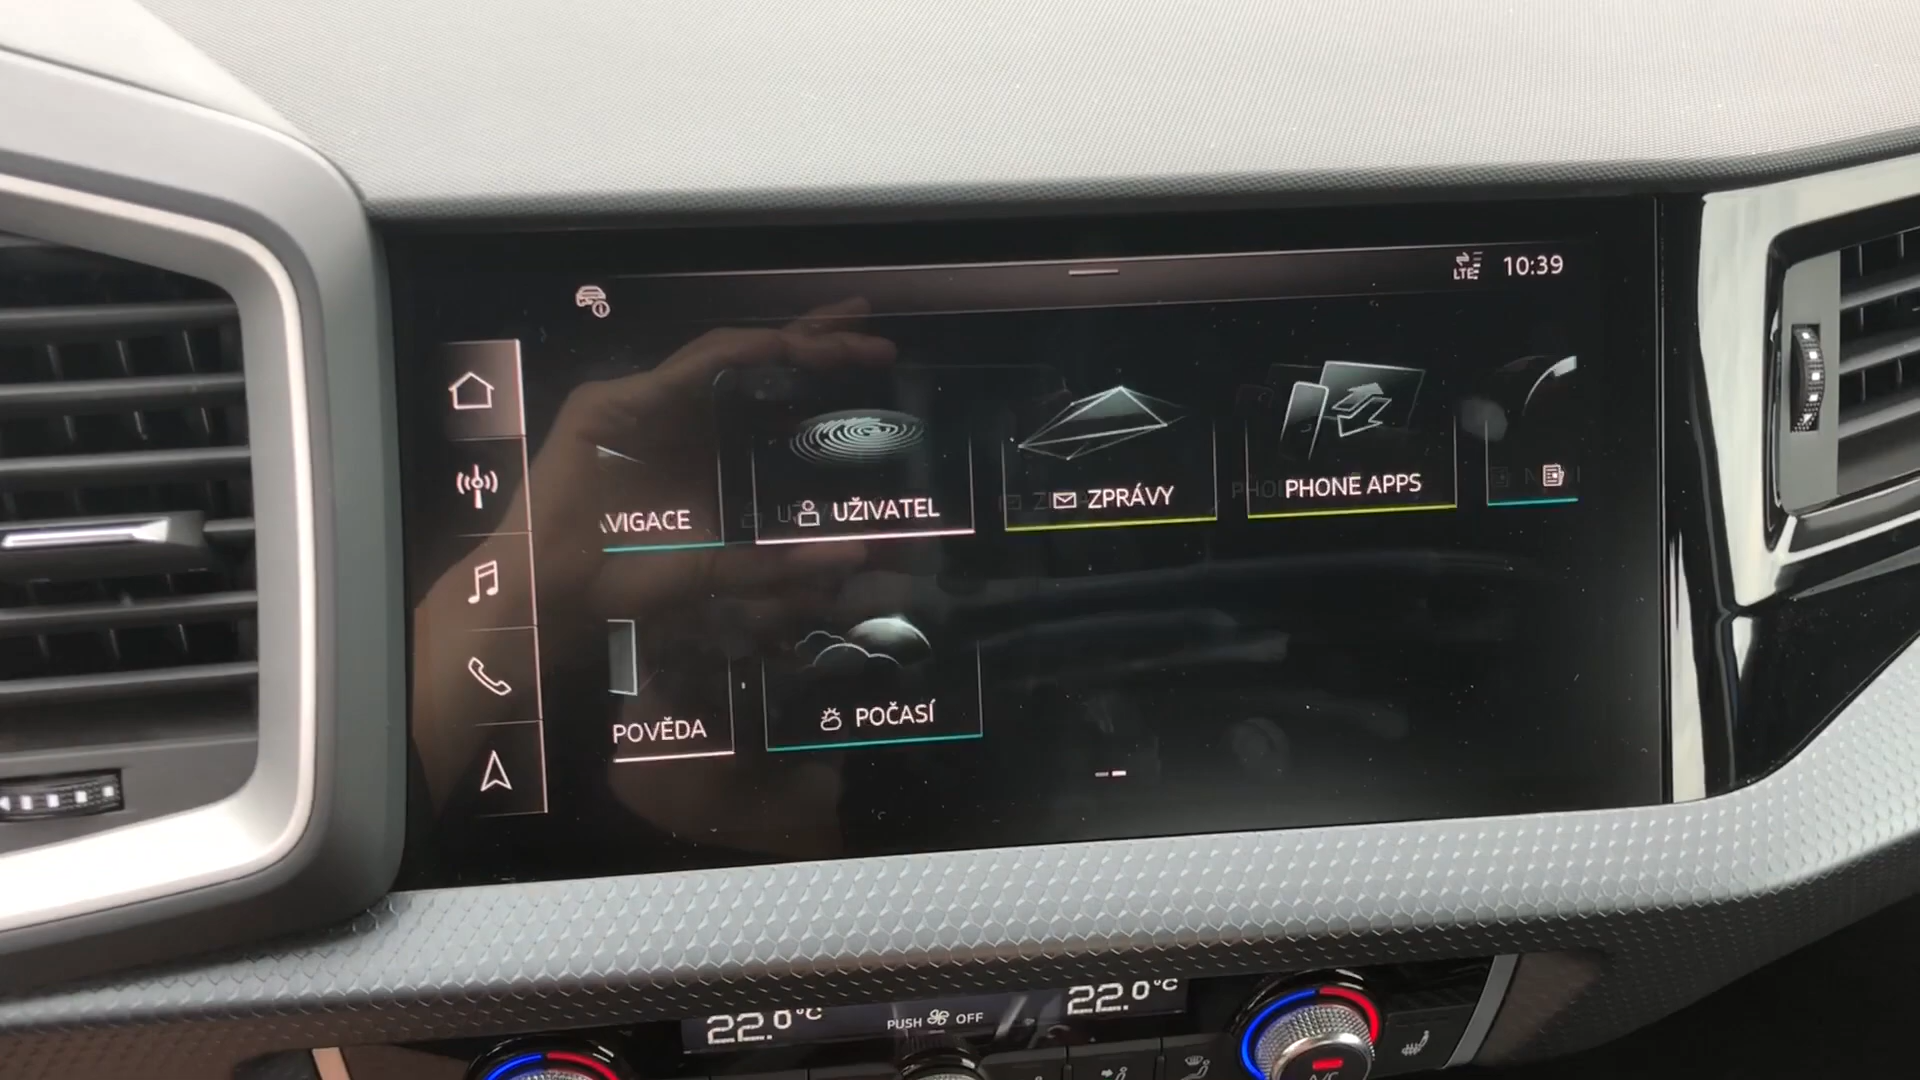 LTE 10:39
VIGACE
UŽIVATEL
ZPRÁVY
PHONE APPS
POVĚDA
POČASÍ
22.0°C
PUSH OFF
22.0°C
A/C